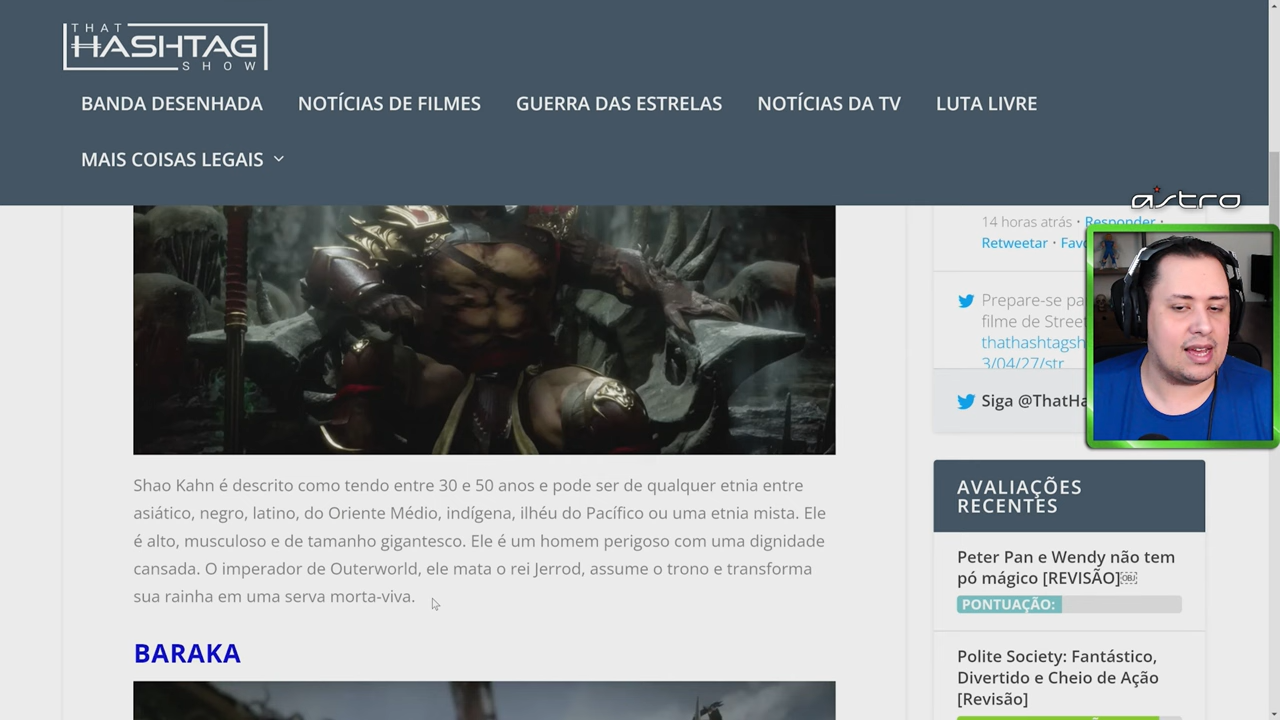 THAT
HASHTAG
SHOW
BANDA DESENHADA
NOTÍCIAS DE FILMES
GUERRA DAS ESTRELAS
NOTÍCIAS DA TV
LUTA LIVRE
MAIS COISAS LEGAIS
astro
14 horas atrás · Responder ·
Retweetar · Favo
Prepare-se pa
filme de Street
thathashtagsh
3/04/27/str
Siga @ThatHa
Shao Kahn é descrito como tendo entre 30 e 50 anos e pode ser de qualquer etnia entre
asiático, negro, latino, do Oriente Médio, indígena, ilhéu do Pacífico ou uma etnia mista. Ele
é alto, musculoso e de tamanho gigantesco. Ele é um homem perigoso com uma dignidade
cansada. O imperador de Outerworld, ele mata o rei Jerrod, assume o trono e transforma
sua rainha em uma serva morta-viva.
BARAKA
AVALIAÇÕES
RECENTES
Peter Pan e Wendy não tem
pó mágico [REVISÃO]
PONTUAÇÃO:
Polite Society: Fantástico,
Divertido e Cheio de Ação
[Revisão]